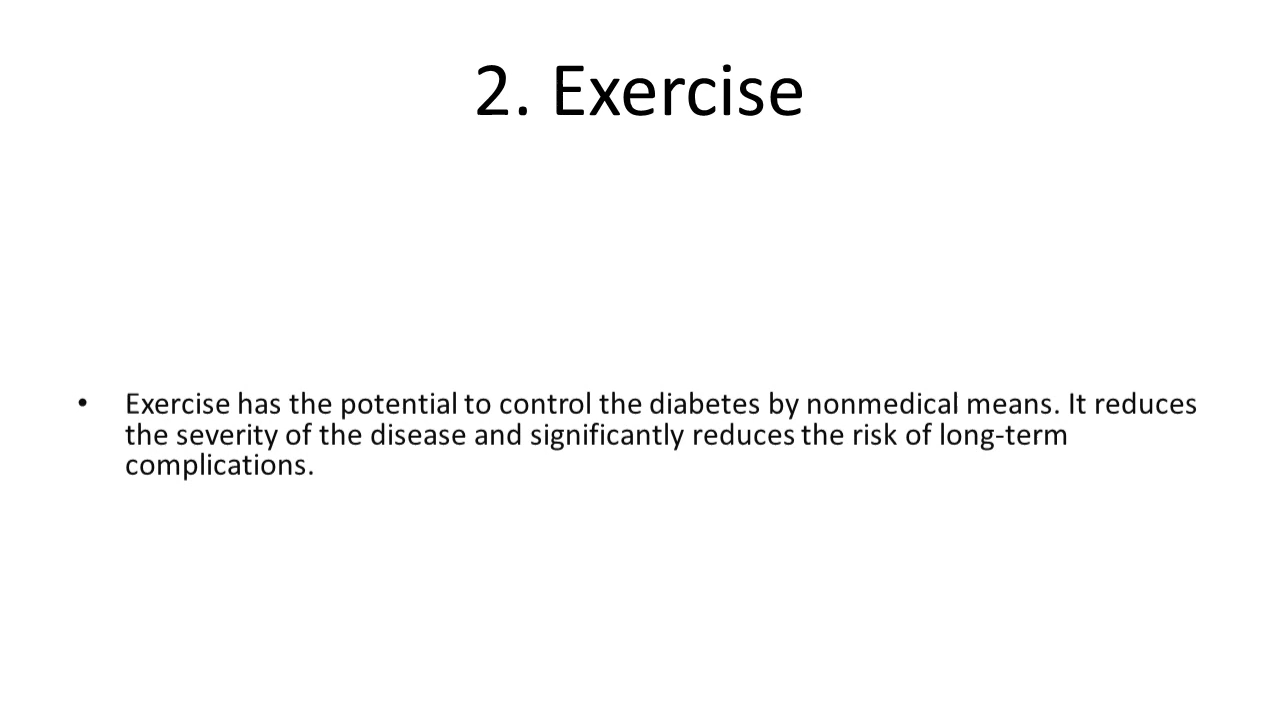 2. Exercise
• Exercise has the potential to control the diabetes by nonmedical means. It reduces
the severity of the disease and significantly reduces the risk of long-term
complications.